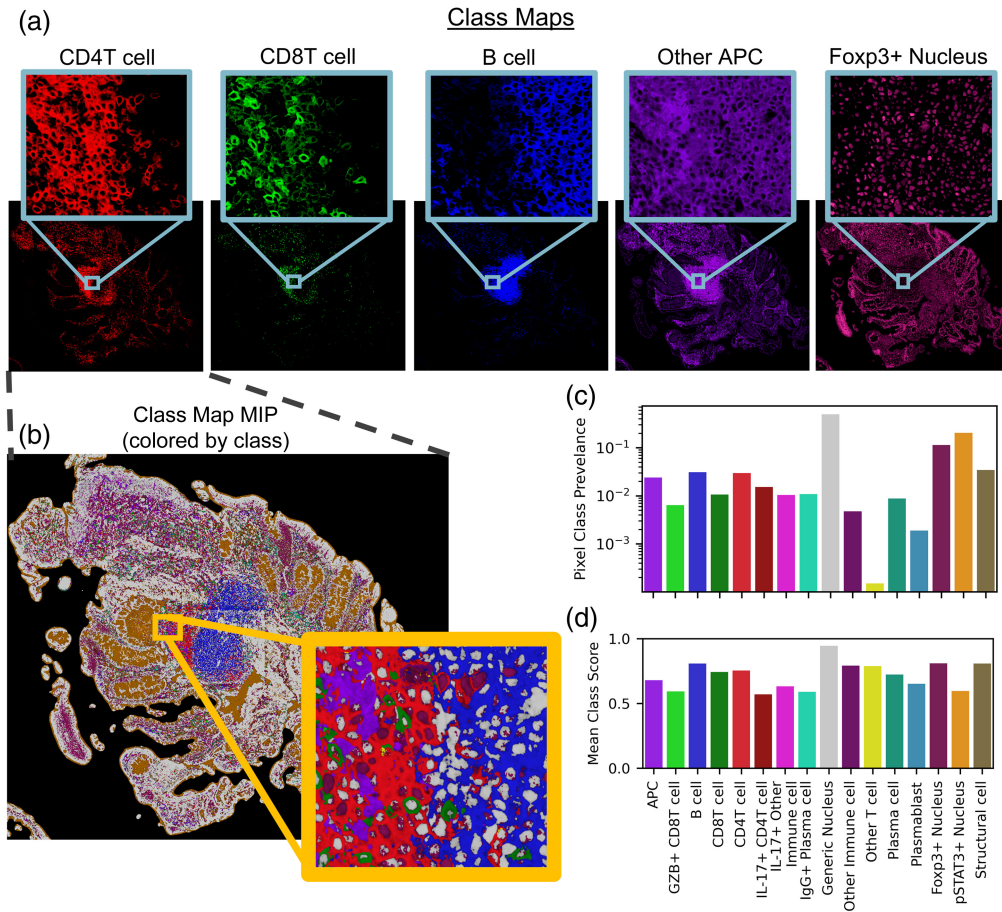 (a)
Class Maps
CD4T cell
CD8T cell
B cell
Other APC
Foxp3+ Nucleus
(b)
Class Map MIP
(colored by class)
(c)
Pixel Class Prevelance
10⁻¹
10⁻²
10⁻³
(d)
Mean Class Score
1.0
0.5
0.0
APC
GZB+ CD8T cell
B cell
CD8T cell
CD4T cell
IL-17+ CD4T cell
IL-17+ Other
Immune cell
IgG+ Plasma cell
Generic Nucleus
Other Immune cell
Other T cell
Plasma cell
Plasmablast
Foxp3+ Nucleus
pSTAT3+ Nucleus
Structural cell